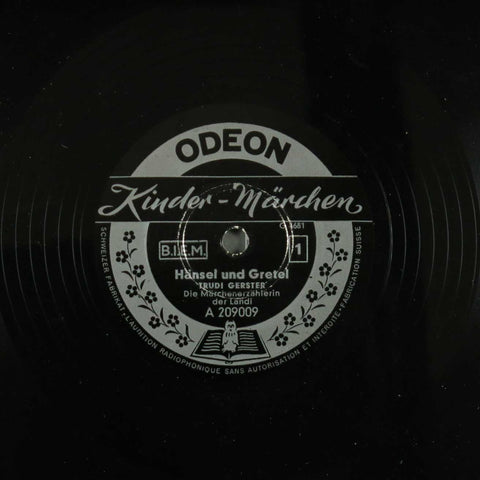 ODEON
Kinder-Märchen
B.I.E.M.
1
Hänsel und Gretel
TRUDI GERSTER
Die Märchenerzählerin
der Landi
A 209009
SCHWEIZER FABRIKAT · L'AUDITION RADIOPHONIQUE SANS AUTORISATION ET INTERDITE · FABRICATION SUISSE